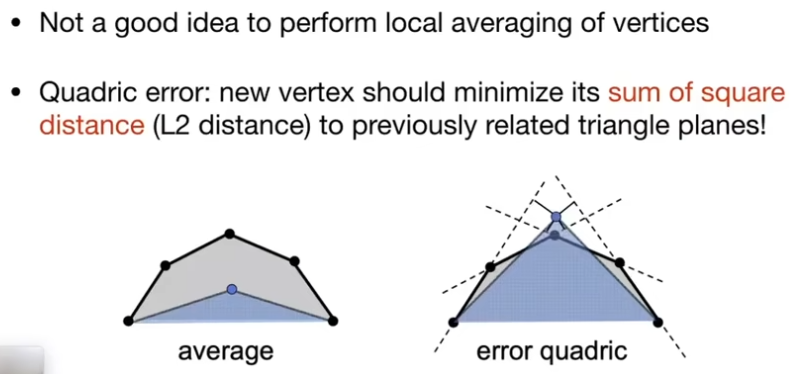 • Not a good idea to perform local averaging of vertices
• Quadric error: new vertex should minimize its sum of square
distance (L2 distance) to previously related triangle planes!
average
error quadric